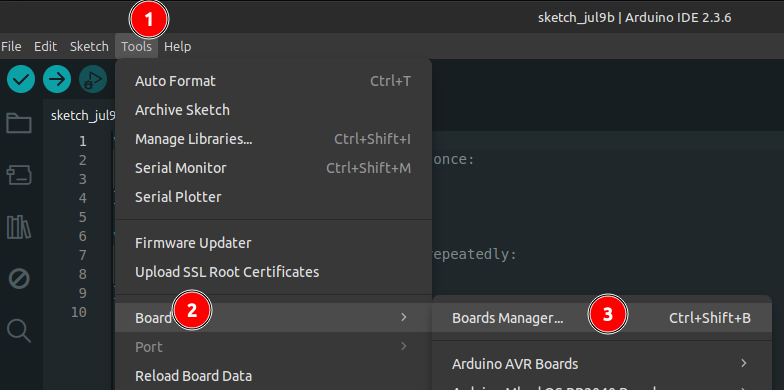 1
sketch_jul9b | Arduino IDE 2.3.6
File Edit Sketch Tools Help
Auto Format Ctrl+T
sketch_jul9
Archive Sketch
1
Manage Libraries... Ctrl+Shift+I
2 once:
3
Serial Monitor Ctrl+Shift+M
4
Serial Plotter
5
6
Firmware Updater
7 repeatedly:
8
Upload SSL Root Certificates
9
10
Board 2 Boards Manager... 3 Ctrl+Shift+B
Port
Arduino AVR Boards
Reload Board Data